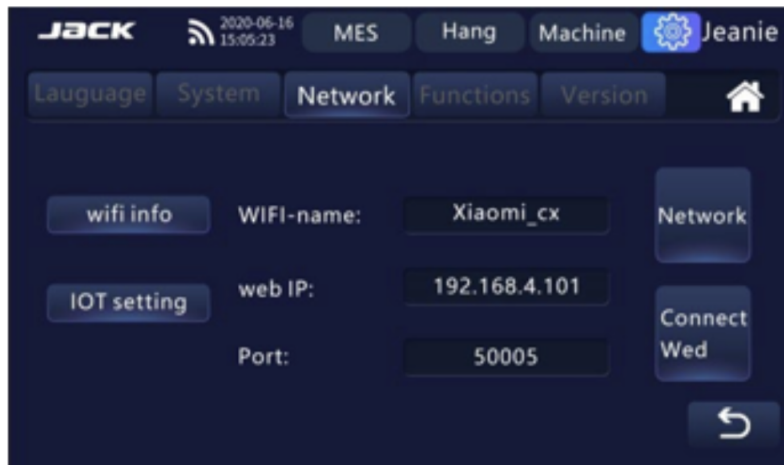 JACK 2020-06-16 MES Hang Machine Jeanie
15:05:23
Lauguage System Network Functions Version
wifi info WIFI-name: Xiaomi_cx Network
IOT setting web IP: 192.168.4.101
Connect
Wed
Port: 50005